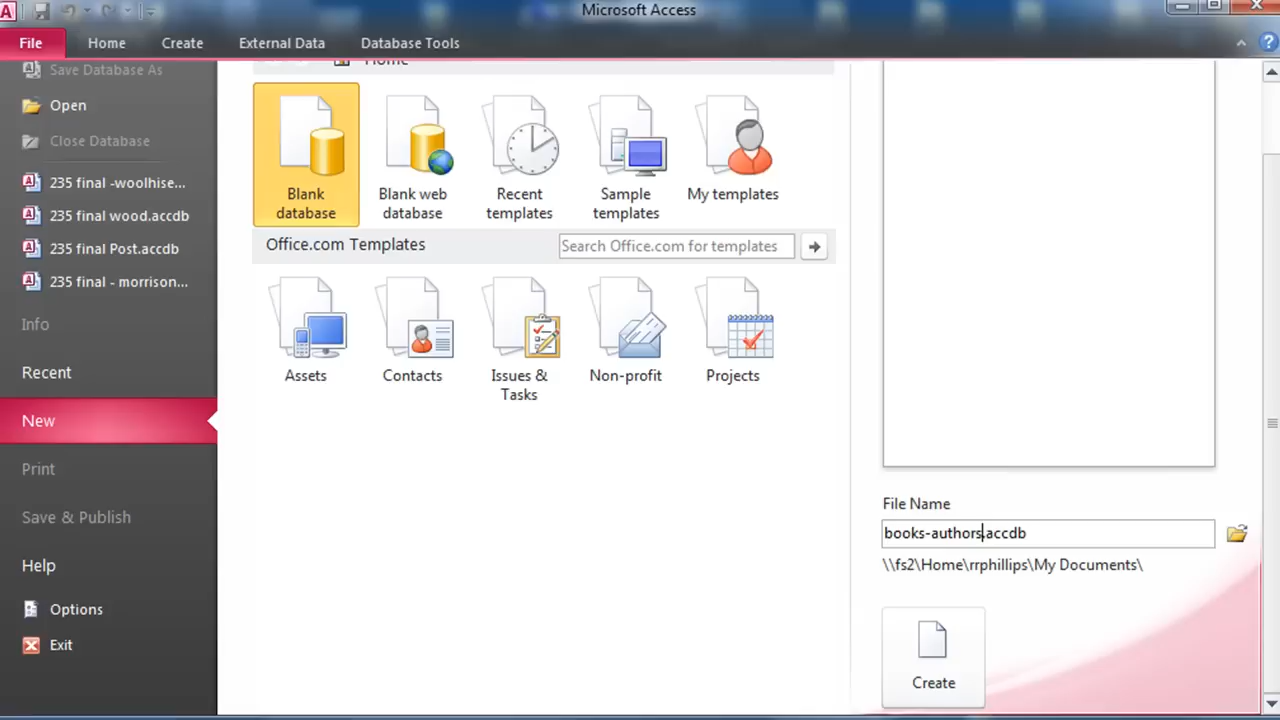 Microsoft Access
File Home Create External Data Database Tools
Save Database As
Open
Close Database
235 final -woolhise...
235 final wood.accdb
235 final Post.accdb
235 final - morrison...
Info
Recent
New
Print
Save & Publish
Help
Options
Exit
Home
Blank
database
Blank web
database
Recent
templates
Sample
templates
My templates
Office.com Templates
Search Office.com for templates
Assets
Contacts
Issues &
Tasks
Non-profit
Projects
File Name
books-authors.accdb
\\fs2\Home\rrphillips\My Documents\
Create